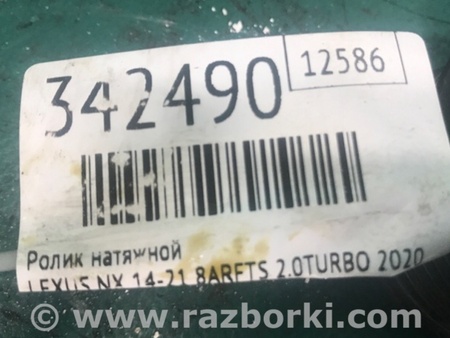 342490
12586
Ролик натяжной
LEXUS NX 14-21 8ARFTS 2.0TURBO 2020
www.razborki.com